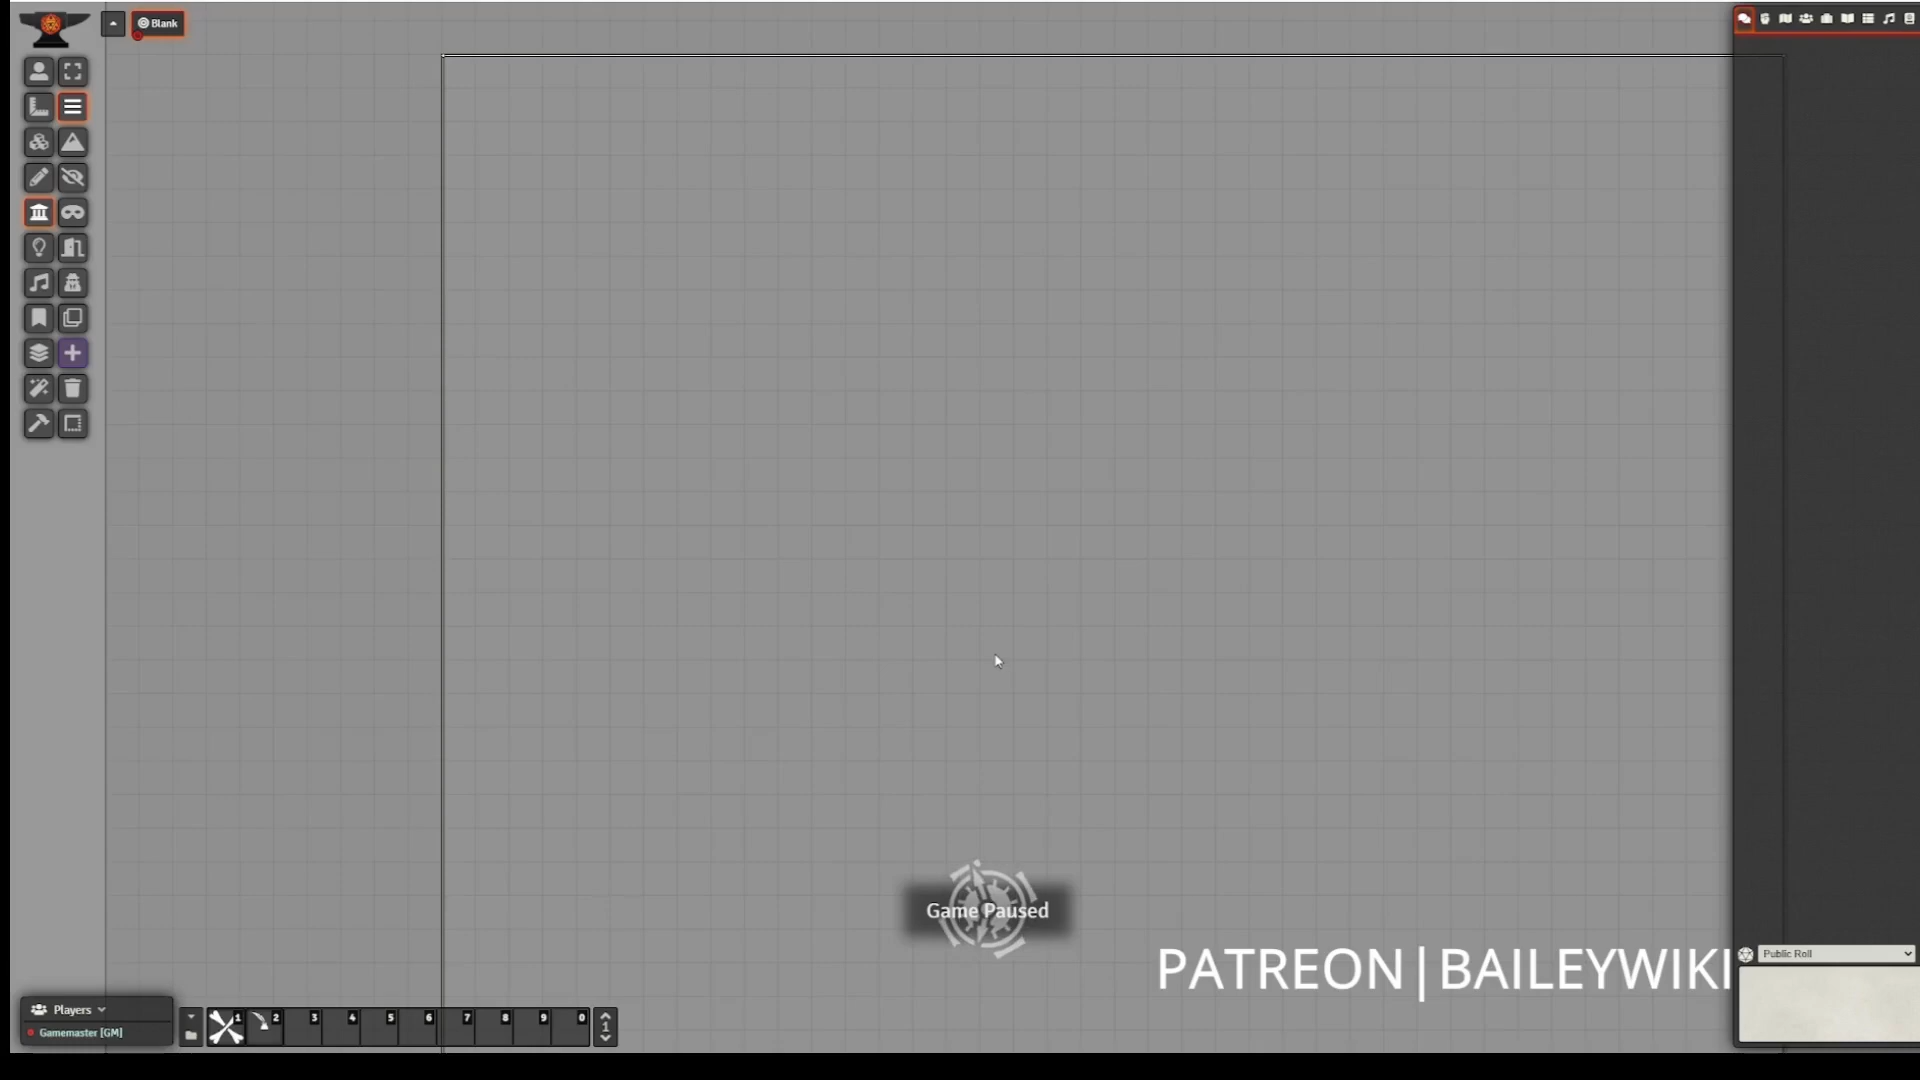 Blank
Game Paused
PATREON|BAILEYWIKI
Public Roll
Players
Gamemaster [GM]
1 2 3 4 5 6 7 8 9 0
1